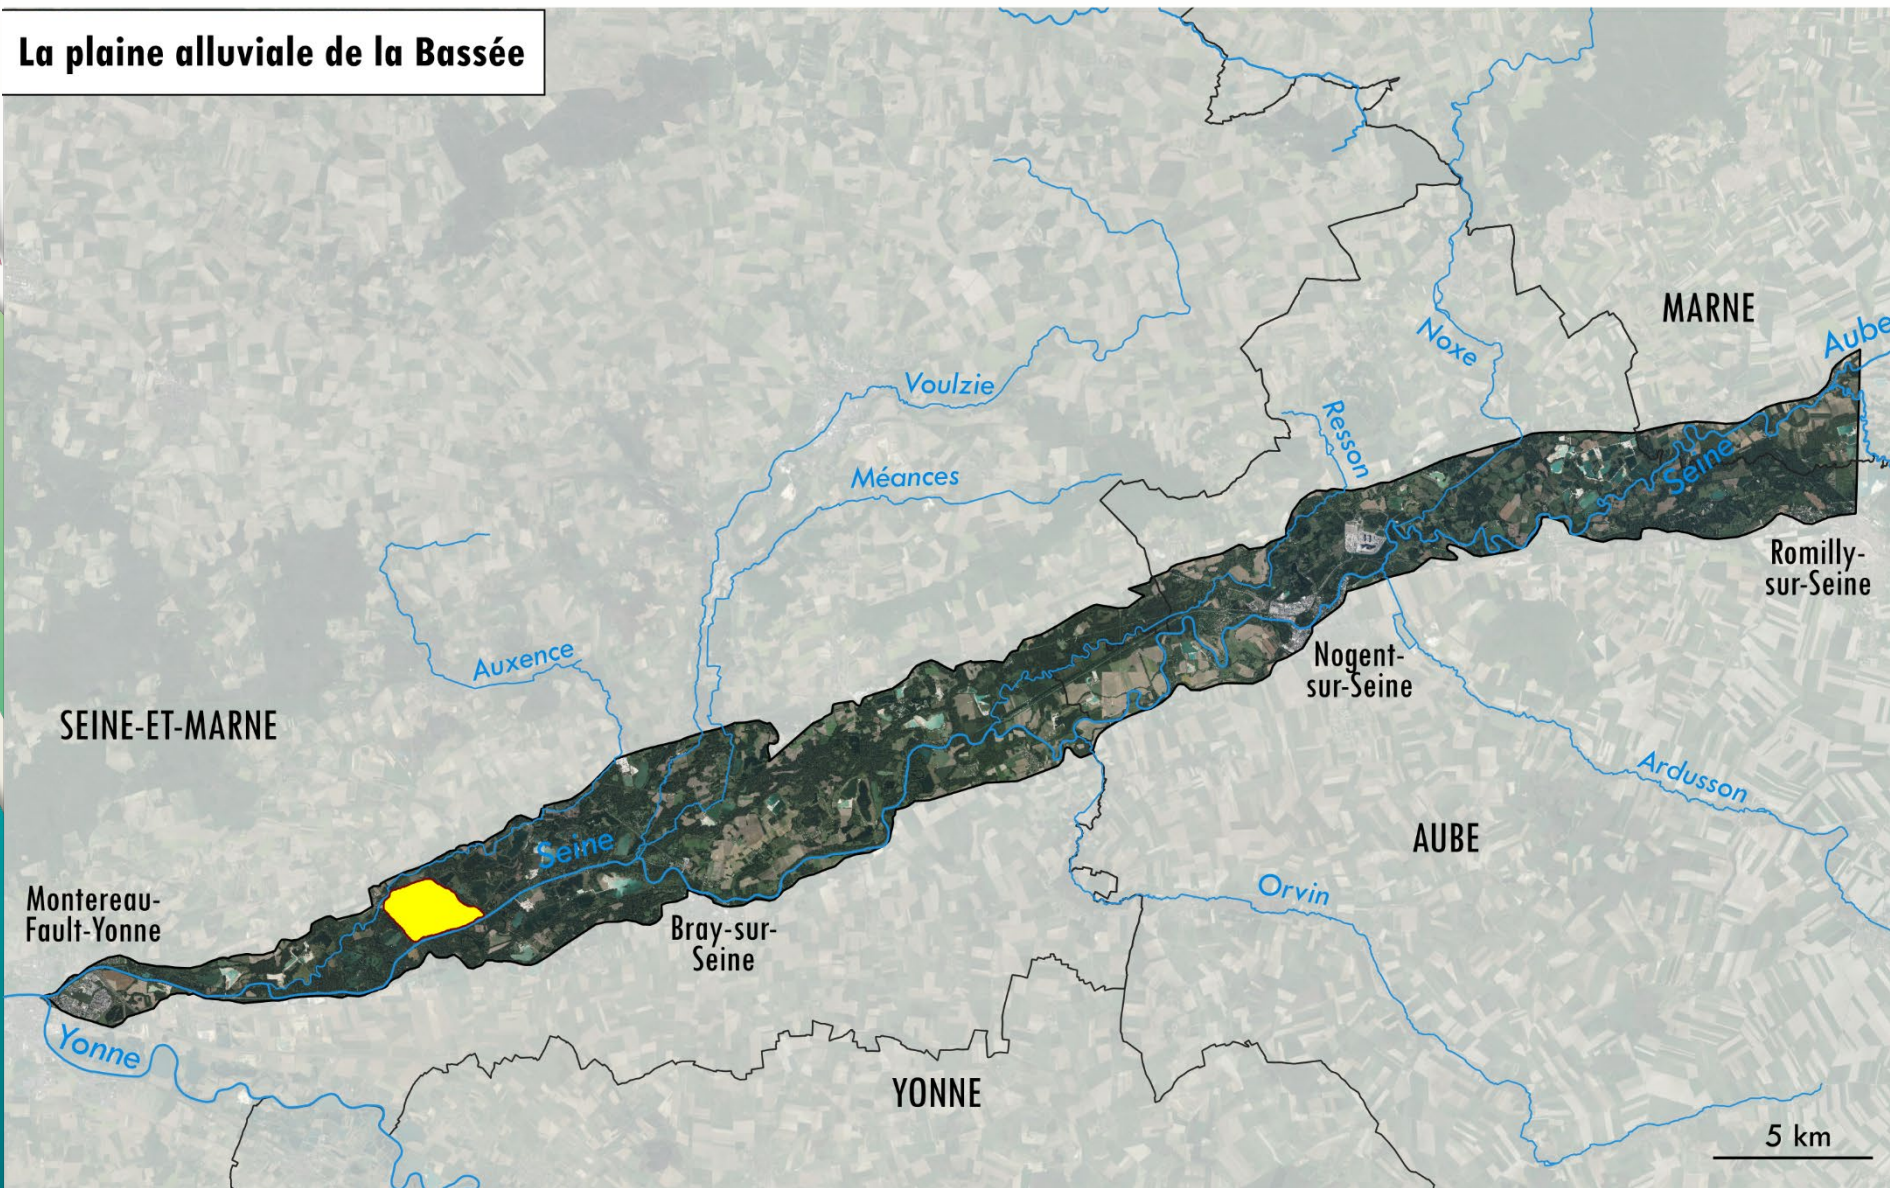 La plaine alluviale de la Bassée
MARNE
Aube
Noxe
Voulzie
Resson
Seine
Méances
Romilly-
sur-Seine
Auxence
Nogent-
sur-Seine
SEINE-ET-MARNE
Ardusson
AUBE
Seine
Orvin
Montereau-
Fault-Yonne
Bray-sur-
Seine
Yonne
YONNE
5 km